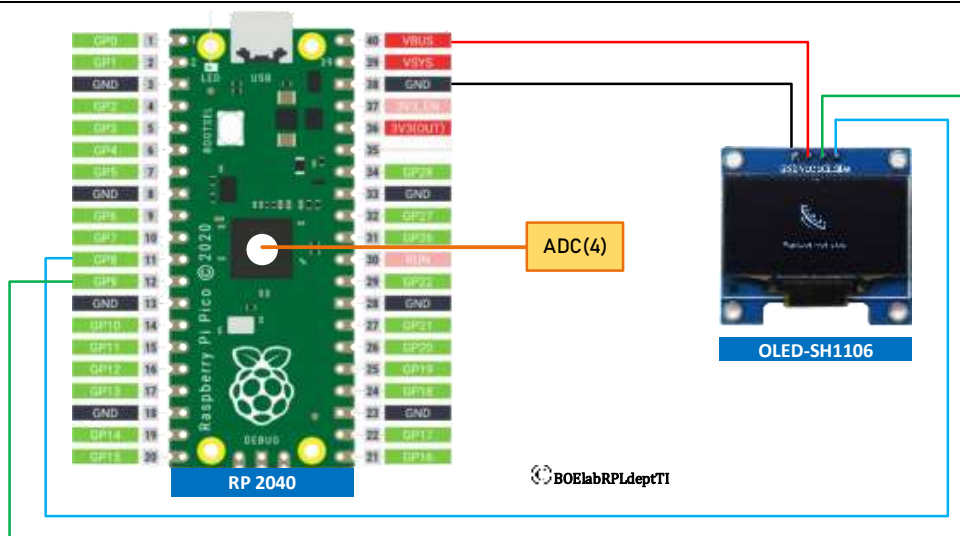 GP0 1
GP1 2
GND 3
GP2 4
GP3 5
GP4 6
GP5 7
GND 8
GP6 9
GP7 10
GP8 11
GP9 12
GND 13
GP10 14
GP11 15
GP12 16
GP13 17
GND 18
GP14 19
GP15 20
1
2
39
LED
USB
BOOTSEL
Raspberry Pi Pico © 2020
DEBUG
40 VBUS
39 VSYS
38 GND
37 3V3_EN
36 3V3(OUT)
35
34 GP28
33 GND
32 GP27
31 GP26
30 RUN
29 GP22
28 GND
27 GP21
26 GP20
25 GP19
24 GP18
23 GND
22 GP17
21 GP16
RP 2040
ADC(4)
OLED-SH1106
© BOElabRPLdeptTI